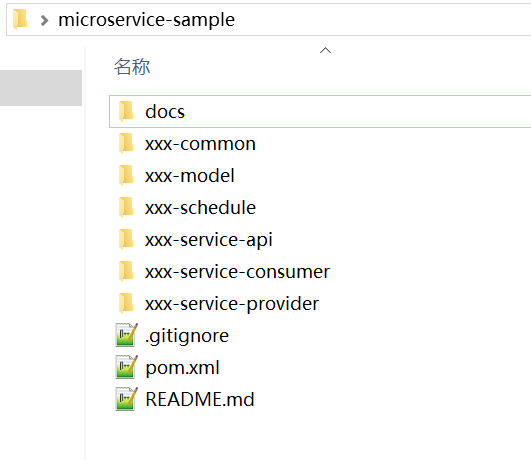 microservice-sample
名称
docs
xxx-common
xxx-model
xxx-schedule
xxx-service-api
xxx-service-consumer
xxx-service-provider
.gitignore
pom.xml
README.md